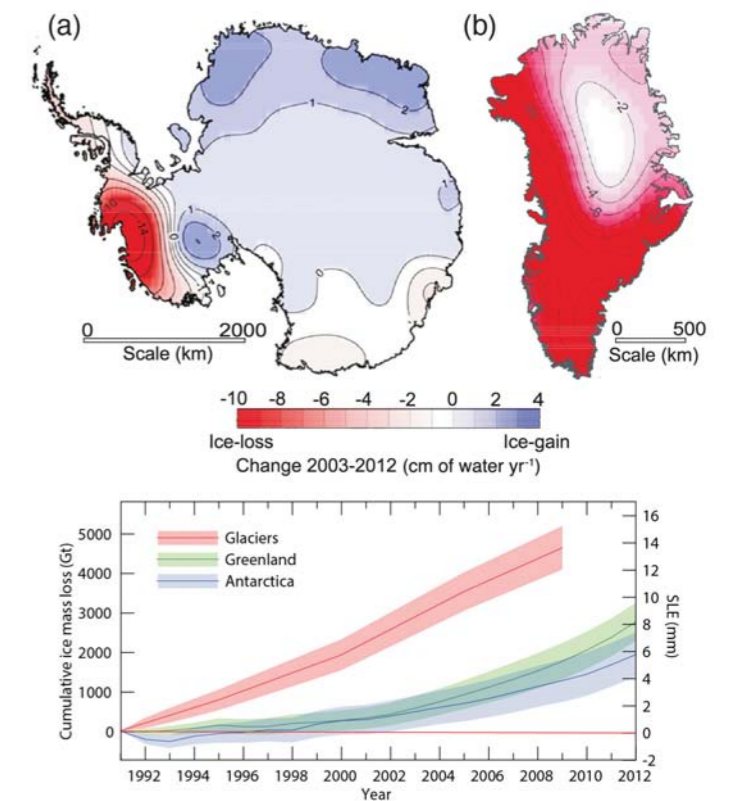 (a)
(b)
1
2
-2
-4
-6
-10
-14
0
1
2
1
0
0 2000
Scale (km)
0 500
Scale (km)
-10 -8 -6 -4 -2 0 2 4
Ice-loss Ice-gain
Change 2003-2012 (cm of water yr⁻¹)
Cumulative ice mass loss (Gt)
5000
4000
3000
2000
1000
0
Glaciers
Greenland
Antarctica
16
14
12
10
8
6
4
2
0
-2
SLE (mm)
1992 1994 1996 1998 2000 2002 2004 2006 2008 2010 2012
Year